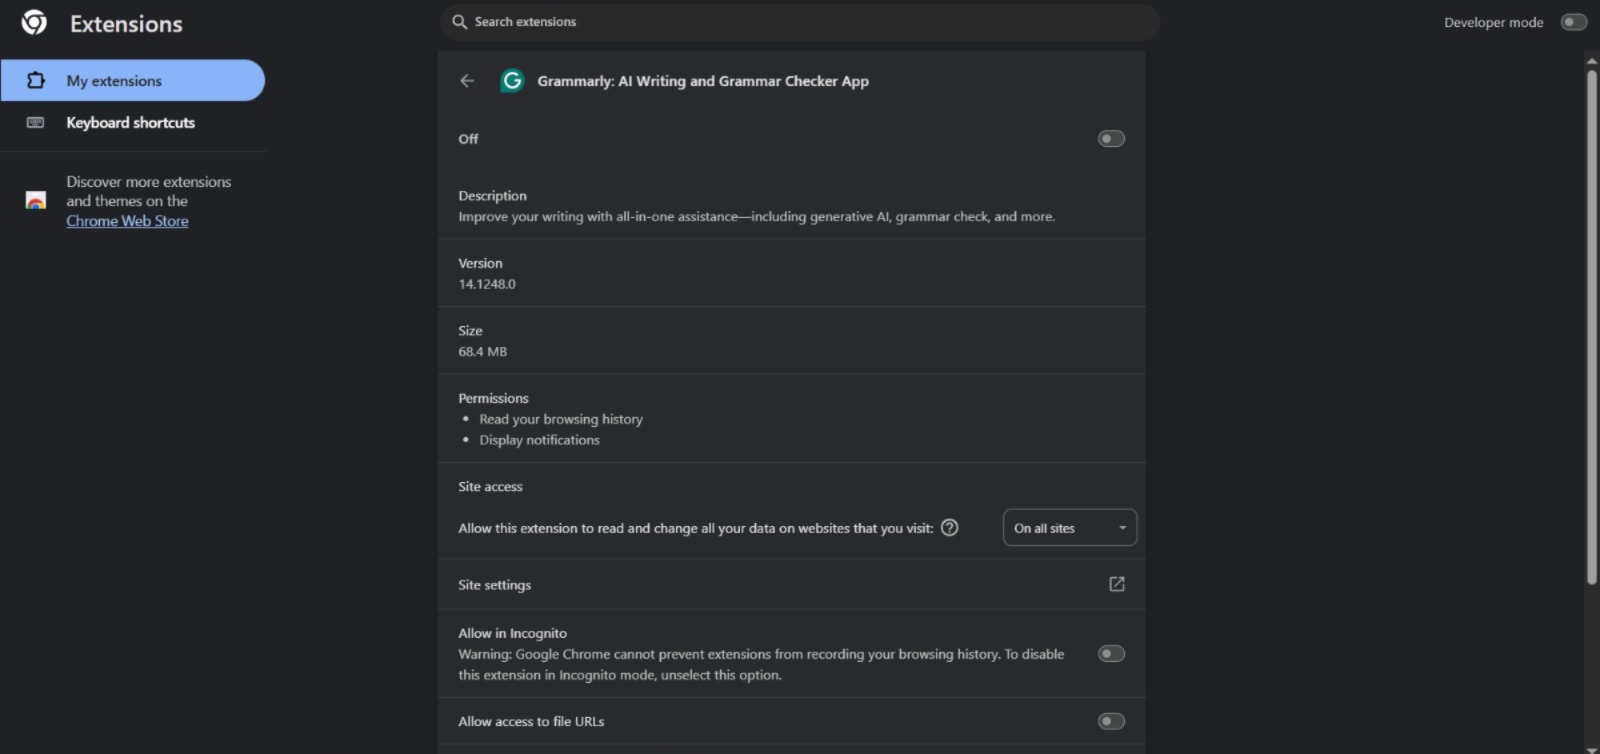 Extensions
Search extensions
Developer mode
My extensions
Keyboard shortcuts
Discover more extensions
and themes on the
Chrome Web Store
Grammarly: AI Writing and Grammar Checker App
Off
Description
Improve your writing with all-in-one assistance—including generative AI, grammar check, and more.
Version
14.1248.0
Size
68.4 MB
Permissions
• Read your browsing history
• Display notifications
Site access
Allow this extension to read and change all your data on websites that you visit:
On all sites
Site settings
Allow in Incognito
Warning: Google Chrome cannot prevent extensions from recording your browsing history. To disable
this extension in Incognito mode, unselect this option.
Allow access to file URLs